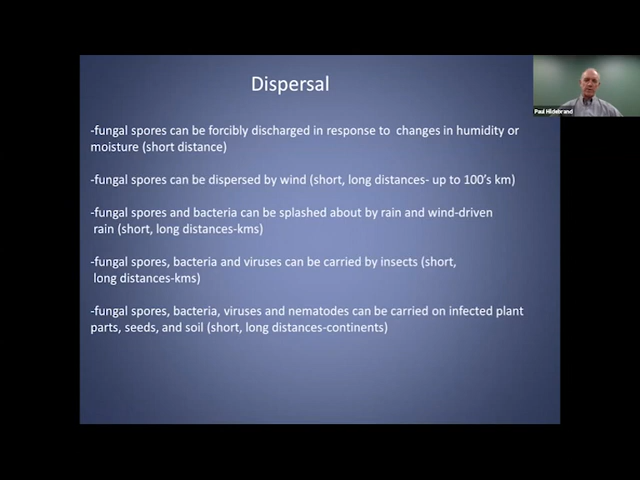 Dispersal
-fungal spores can be forcibly discharged in response to changes in humidity or
moisture (short distance)
-fungal spores can be dispersed by wind (short, long distances- up to 100's km)
-fungal spores and bacteria can be splashed about by rain and wind-driven
rain (short, long distances-kms)
-fungal spores, bacteria and viruses can be carried by insects (short,
long distances-kms)
-fungal spores, bacteria, viruses and nematodes can be carried on infected plant
parts, seeds, and soil (short, long distances-continents)
Paul Hildebrand